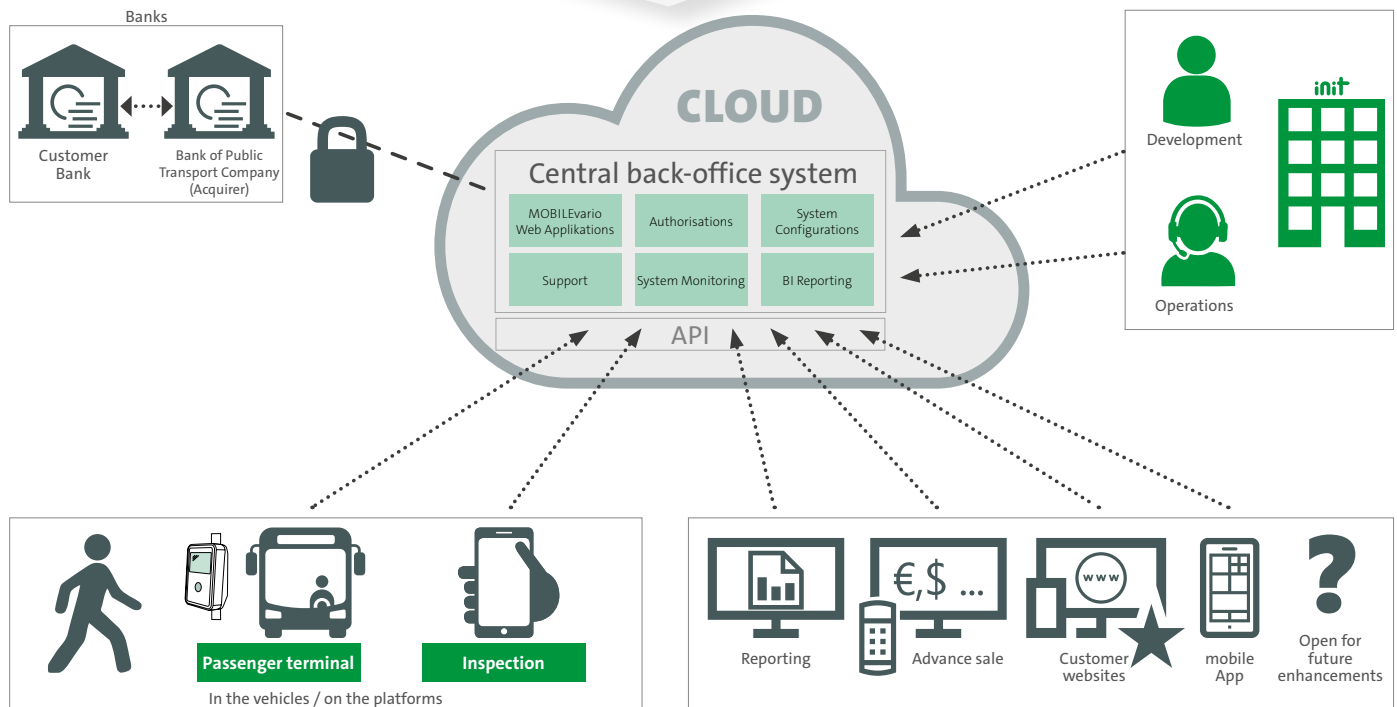 Banks
Customer
Bank
Bank of Public
Transport Company
(Acquirer)
CLOUD
Central back-office system
MOBILEvario
Web Applikations
Authorisations
System
Configurations
Support
System Monitoring
BI Reporting
API
init
Development
Operations
Passenger terminal
Inspection
In the vehicles / on the platforms
Reporting
€,$ ...
Advance sale
www
Customer
websites
mobile
App
?
Open for
future
enhancements